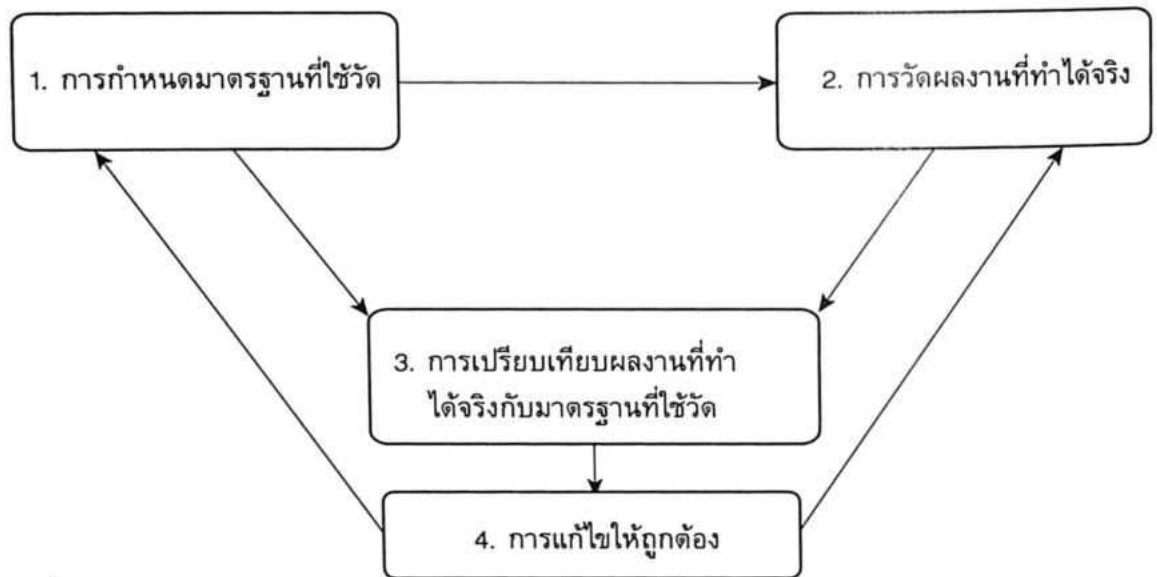 1. การกำหนดมาตรฐานที่ใช้วัด
2. การวัดผลงานที่ทำได้จริง
3. การเปรียบเทียบผลงานที่ทำ
ได้จริงกับมาตรฐานที่ใช้วัด
4. การแก้ไขให้ถูกต้อง